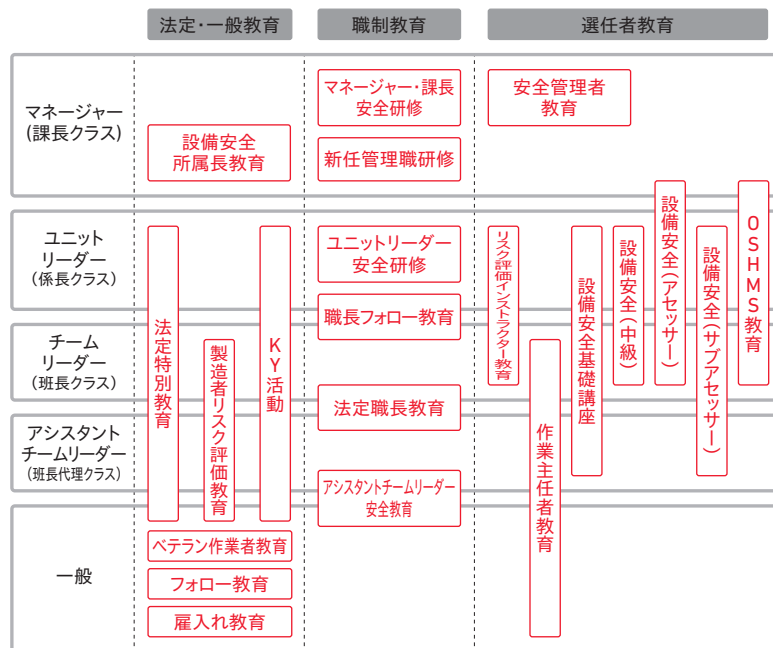 法定・一般教育
職制教育
選任者教育
マネージャー
(課長クラス)
設備安全
所属長教育
マネージャー・課長
安全研修
新任管理職研修
安全管理者
教育
ユニット
リーダー
(係長クラス)
チーム
リーダー
(班長クラス)
アシスタント
チームリーダー
(班長代理クラス)
一般
法定特別教育
製造者リスク評価教育
KY活動
ベテラン作業者教育
フォロー教育
雇入れ教育
ユニットリーダー
安全研修
職長フォロー教育
法定職長教育
アシスタントチームリーダー
安全教育
リスク評価インストラクター教育
作業主任者教育
設備安全基礎講座
設備安全(中級)
設備安全(アセッサー)
設備安全(サブアセッサー)
OSHMS教育